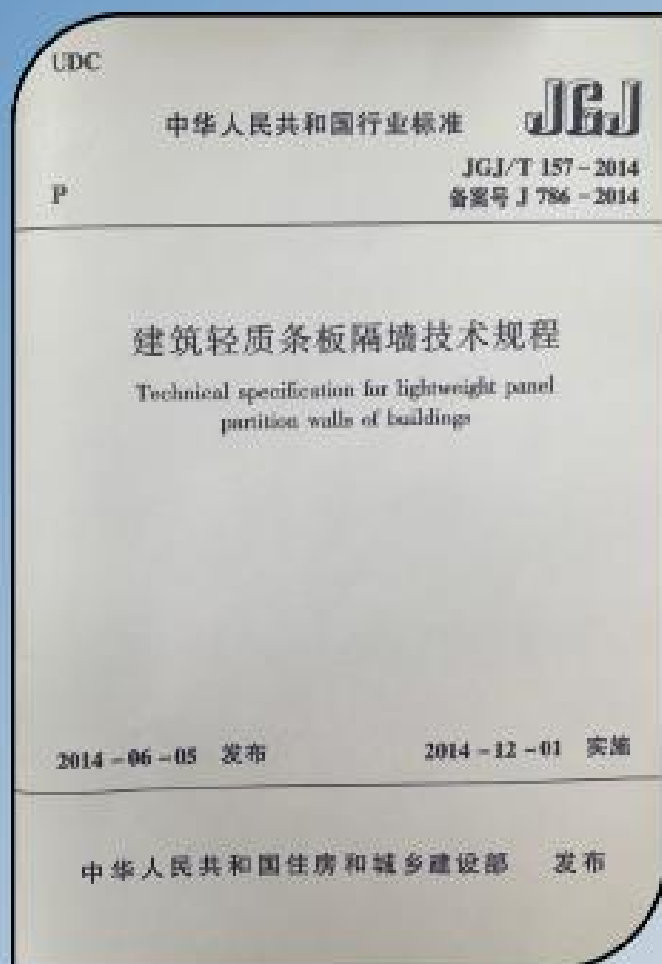 UDC
中华人民共和国行业标准
JGJ
JGJ/T 157-2014
P
备案号 J 786-2014
建筑轻质条板隔墙技术规程
Technical specification for lightweight panel
partition walls of buildings
2014-06-05 发布
2014-12-01 实施
中华人民共和国住房和城乡建设部 发布